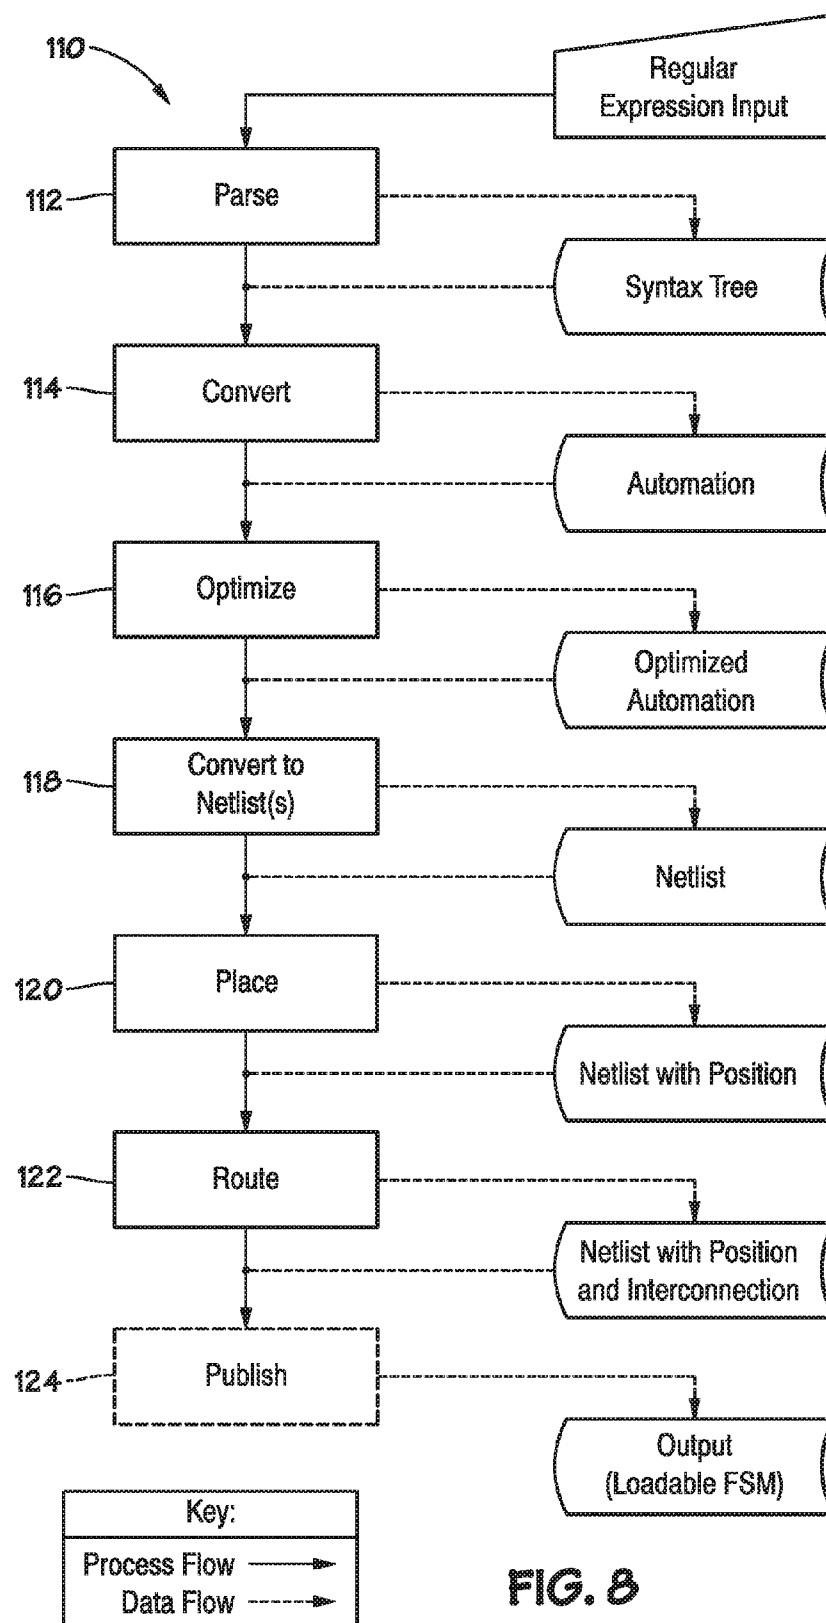 110
Regular
Expression Input
112
Parse
Syntax Tree
114
Convert
Automation
116
Optimize
Optimized
Automation
118
Convert to
Netlist(s)
Netlist
120
Place
Netlist with Position
122
Route
Netlist with Position
and Interconnection
124
Publish
Output
(Loadable FSM)
Key:
Process Flow
Data Flow
FIG. 8